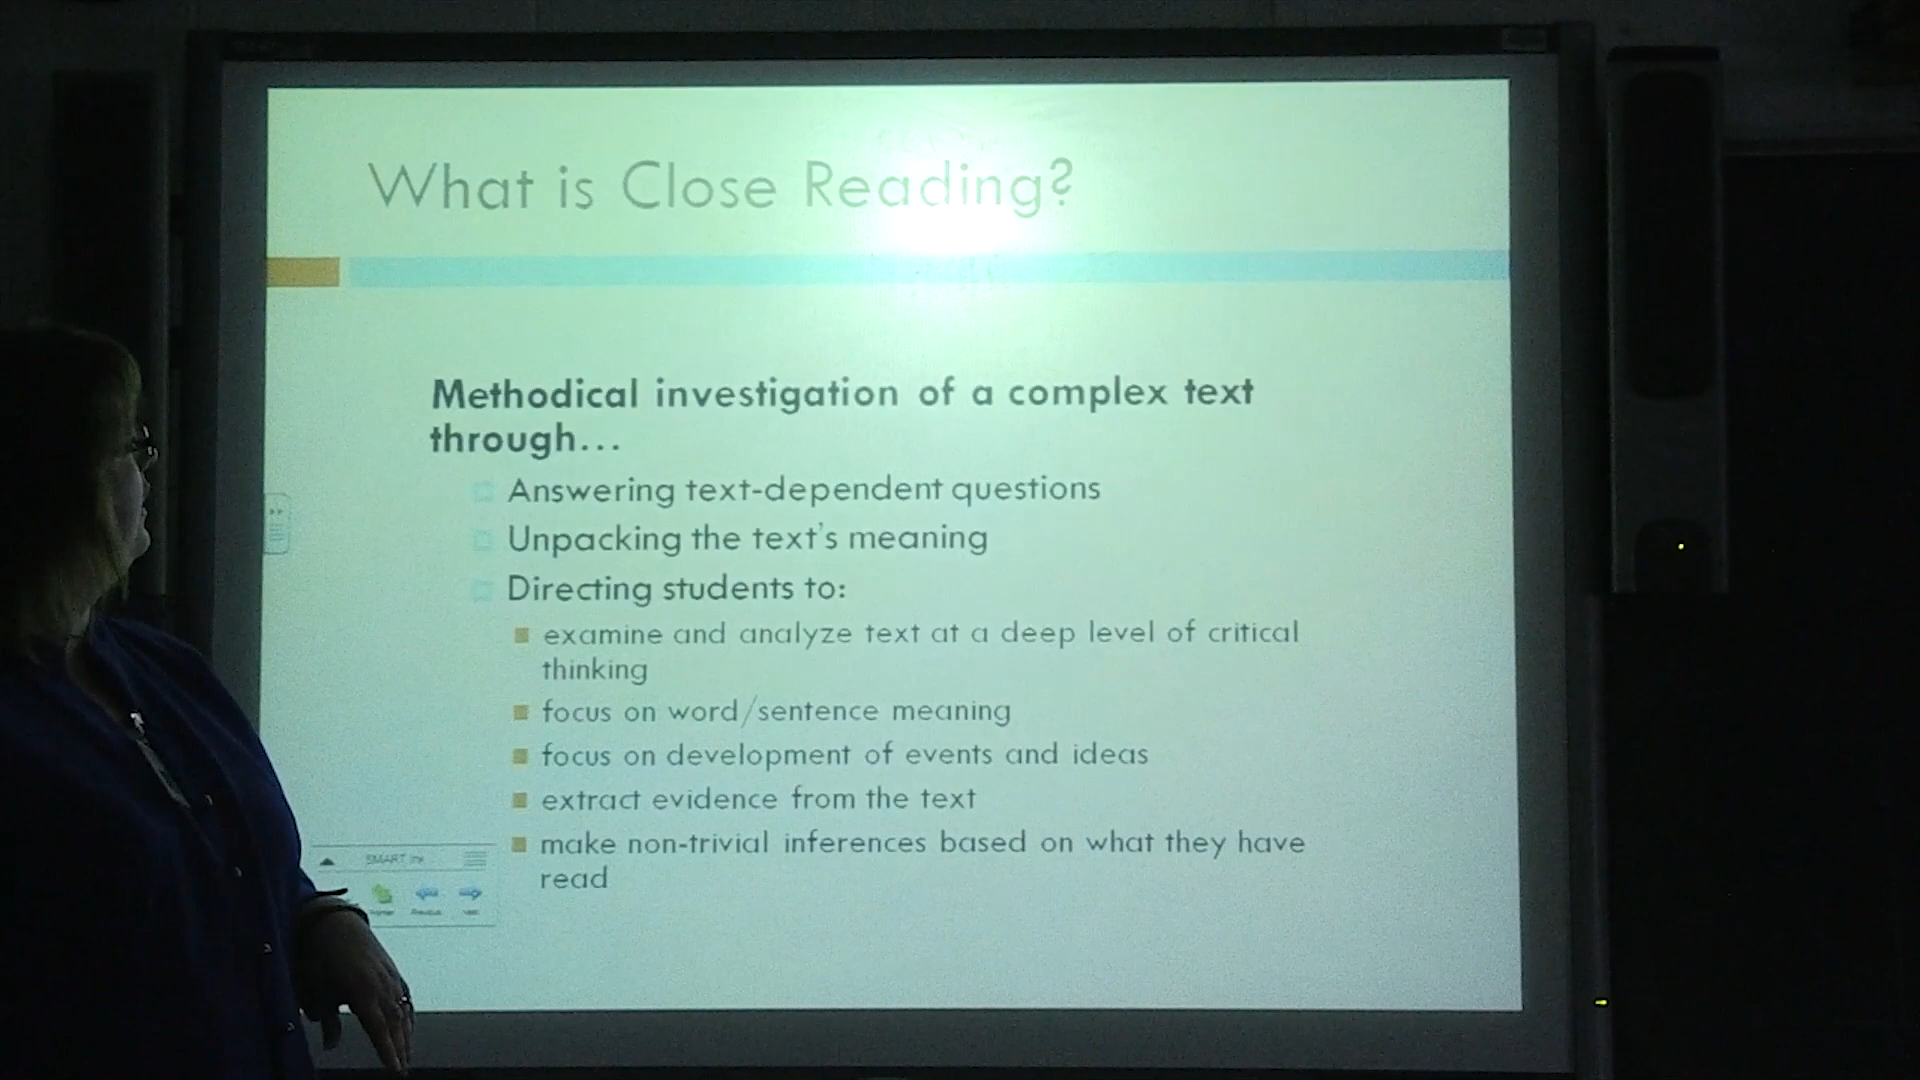 What is Close Reading?
Methodical investigation of a complex text
through...
Answering text-dependent questions
Unpacking the text's meaning
Directing students to:
examine and analyze text at a deep level of critical
thinking
focus on word/sentence meaning
focus on development of events and ideas
extract evidence from the text
make non-trivial inferences based on what they have
read
SMART Ink
Previous